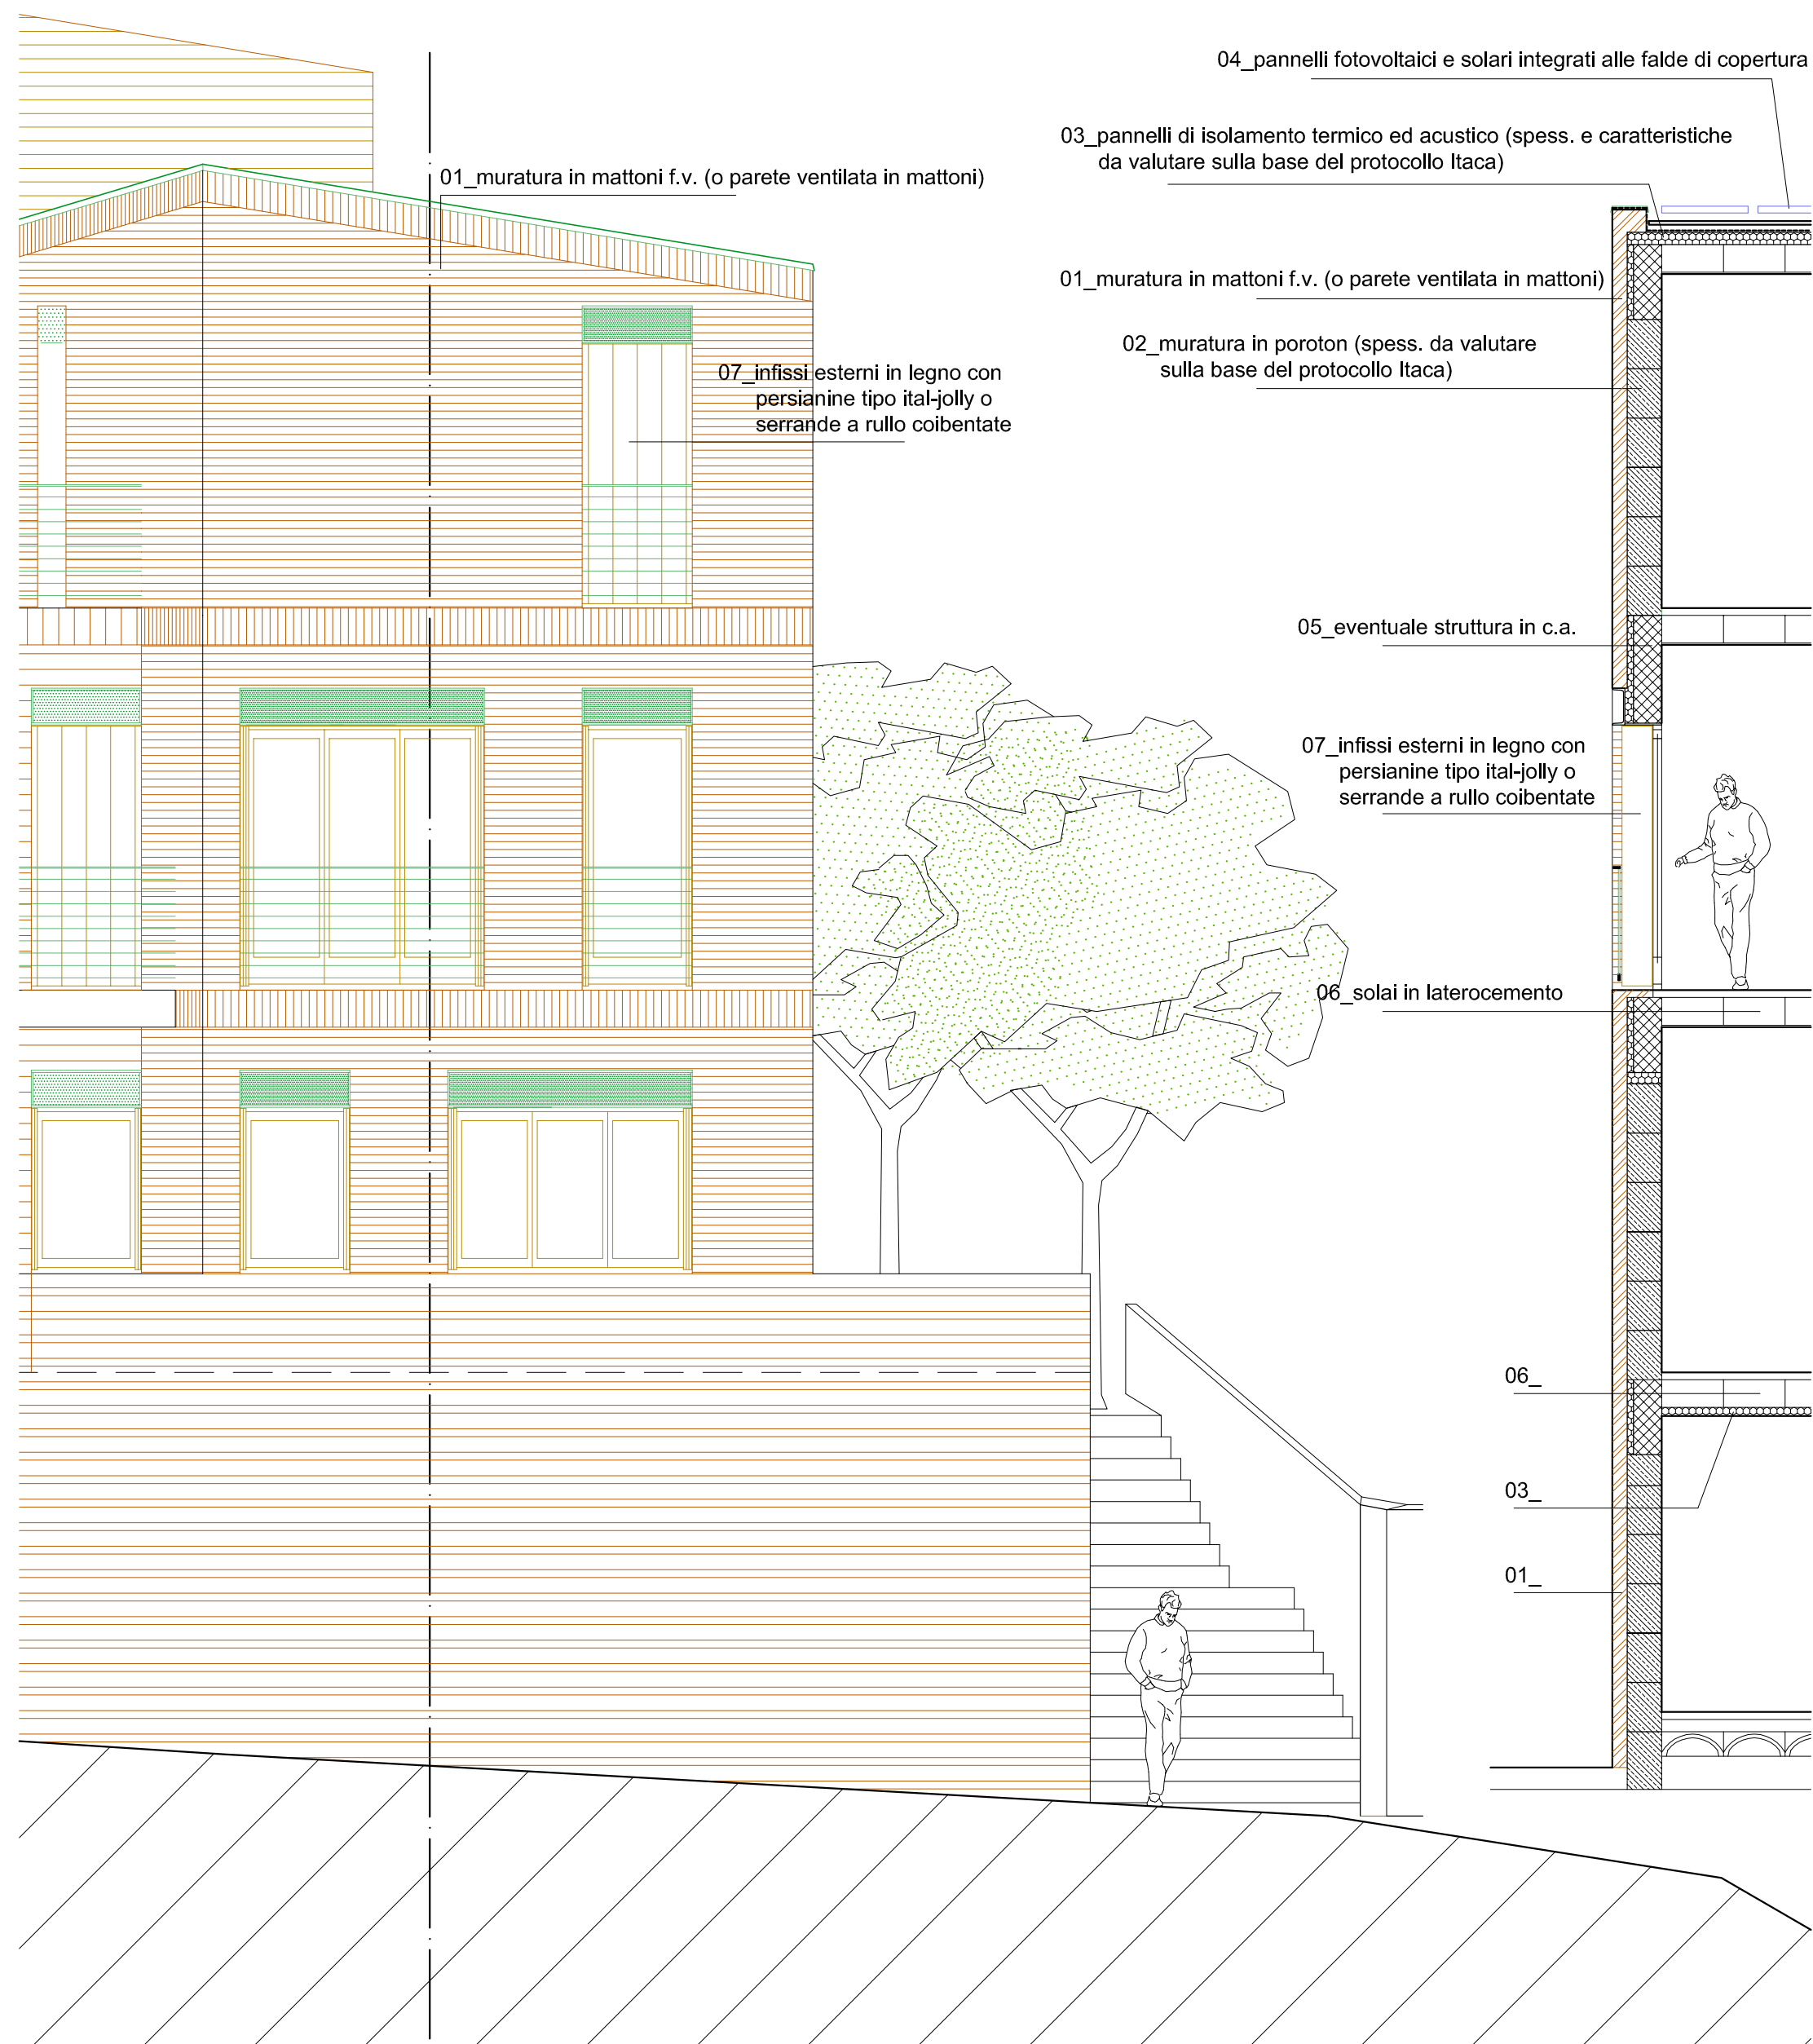 04_pannelli fotovoltaici e solari integrati alle falde di copertura
03_pannelli di isolamento termico ed acustico (spess. e caratteristiche
da valutare sulla base del protocollo Itaca)
01_muratura in mattoni f.v. (o parete ventilata in mattoni)
01_muratura in mattoni f.v. (o parete ventilata in mattoni)
02_muratura in poroton (spess. da valutare
sulla base del protocollo Itaca)
07_infissi esterni in legno con
persianine tipo ital-jolly o
serrande a rullo coibentate
05_eventuale struttura in c.a.
07_infissi esterni in legno con
persianine tipo ital-jolly o
serrande a rullo coibentate
06_solai in laterocemento
06_
03_
01_